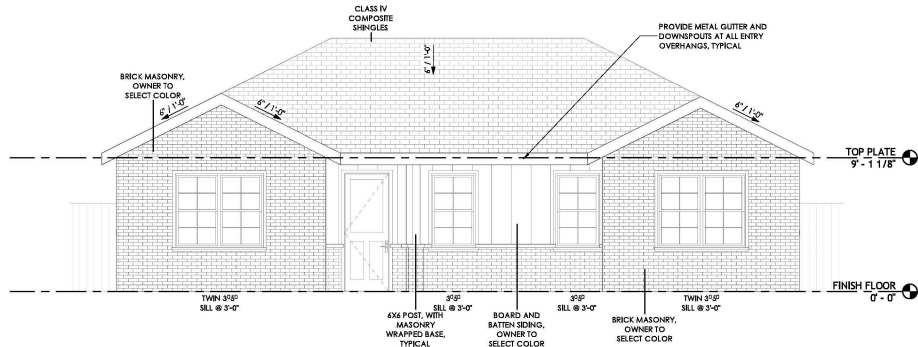 CLASS IV
COMPOSITE
SHINGLES
PROVIDE METAL GUTTER AND
DOWNSPOUTS AT ALL ENTRY
OVERHANGS, TYPICAL
6" / 1'-0"
BRICK MASONRY,
OWNER TO
SELECT COLOR
6" / 1'-0"
6" / 1'-0"
6" / 1'-0"
TOP PLATE
9' - 1 1/8"
FINISH FLOOR
0' - 0"
TWIN 3⁰5⁰
SILL @ 3'-0"
3⁰5⁰
SILL @ 3'-0"
3⁰5⁰
SILL @ 3'-0"
TWIN 3⁰5⁰
SILL @ 3'-0"
6X6 POST, WITH
MASONRY
WRAPPED BASE,
TYPICAL
BOARD AND
BATTEN SIDING,
OWNER TO
SELECT COLOR
BRICK MASONRY,
OWNER TO
SELECT COLOR